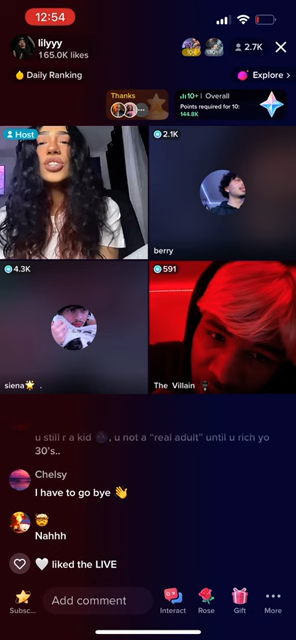 12:54
lilyyy
165.0K likes
2.7K
Daily Ranking
Explore >
Thanks
10+ | Overall
Points required for 10:
144.8K
Host
2.1K
berry
4.3K
591
siena🌟 .
The Villain
u still r a kid 🌚, u not a "real adult" until u rich yo
30's..
Chelsy
I have to go bye 👋
🤯
Nahhh
🤍 liked the LIVE
Subsc...
Add comment
Interact
Rose
Gift
More